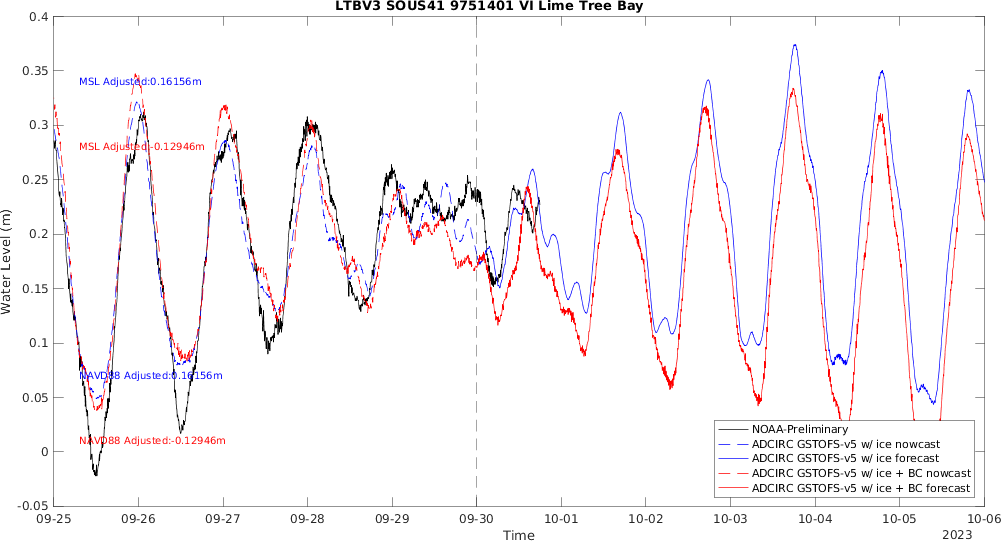 LTBV3 SOUS41 9751401 VI Lime Tree Bay
0.4
0.35
0.3
0.25
0.2
0.15
0.1
0.05
0
-0.05
Water Level (m)
MSL Adjusted:0.16156m
MSL Adjusted:-0.12946m
NAVD88 Adjusted:0.16156m
NAVD88 Adjusted:-0.12946m
NOAA-Preliminary
ADCIRC GSTOFS-v5 w/ ice nowcast
ADCIRC GSTOFS-v5 w/ ice forecast
ADCIRC GSTOFS-v5 w/ ice + BC nowcast
ADCIRC GSTOFS-v5 w/ ice + BC forecast
09-25 09-26 09-27 09-28 09-29 09-30 10-01 10-02 10-03 10-04 10-05 10-06
Time
2023